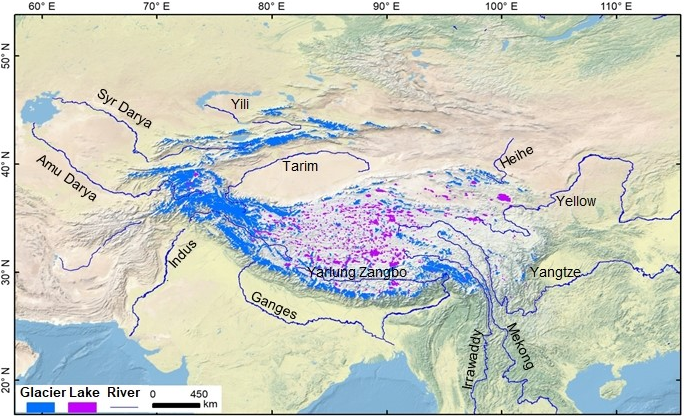 60° E 70° E 80° E 90° E 100° E 110° E
50° N
40° N
30° N
20° N
Syr Darya
Yili
Amu Darya
Tarim
Heihe
Yellow
Indus
Yarlung Zangbo
Yangtze
Ganges
Irrawaddy
Mekong
Glacier Lake River 0 450
km